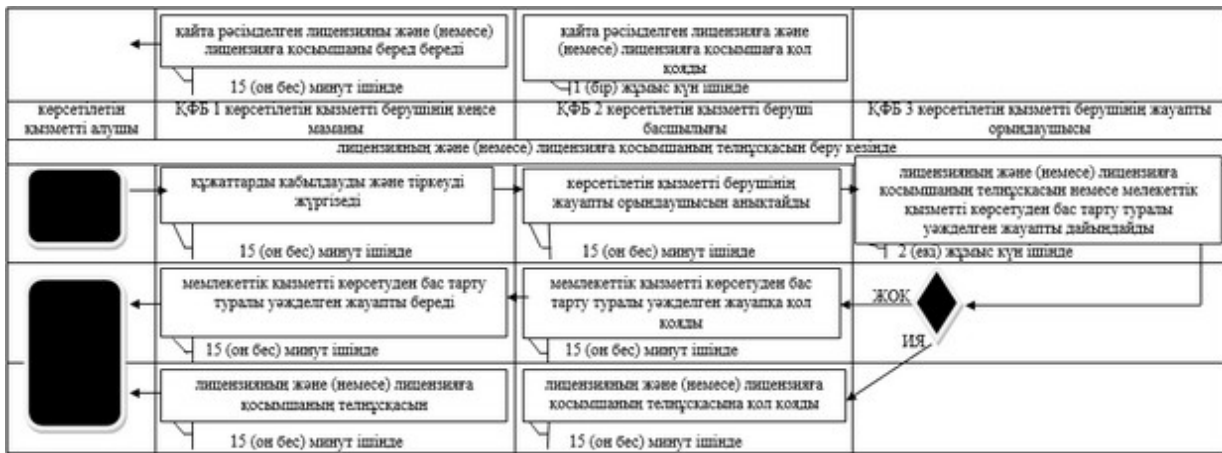 қайта рәсімделген лицензияны және (немесе)
лицензияға қосымшаны беред береді
15 (он бес) минут ішінде
қайта рәсімделген лицензияға және
(немесе) лицензияға қосымшаға қол
қояды
1 (бір) жұмыс күн ішінде
көрсетілетін
қызметті алушы
ҚФБ 1 көрсетілетін қызметті берушінің кеңсе
маманы
ҚФБ 2 көрсетілетін қызметті беруші
басшылығы
ҚФБ 3 көрсетілетін қызметті берушінің жауапты
орындаушысы
лицензияның және (немесе) лицензияға қосымшаның телнұсқасын беру кезінде
құжаттарды қабылдауды және тіркеуді
жүргізеді
15 (он бес) минут ішінде
көрсетілетін қызметті берушінің
жауапты орындаушысын анықтайды
15 (он бес) минут ішінде
лицензияның және (немесе) лицензияға
қосымшаның телнұсқасын немесе мелекеттік
қызметті көрсетуден бас тарту туралы
уәжделген жауапты дайындайды
2 (екі) жұмыс күн ішінде
мемлекеттік қызметті көрсетуден бас тарту
туралы уәжделген жауапты береді
15 (он бес) минут ішінде
мемлекеттік қызметті көрсетуден бас
тарту туралы уәжделген жауапқа қол
қояды
15 (он бес) минут ішінде
ЖОК
ИЯ
лицензияның және (немесе) лицензияға
қосымшаның телнұсқасын
15 (он бес) минут ішінде
лицензияның және (немесе) лицензияға
қосымшаның телнұсқасына қол қояды
15 (он бес) минут ішінде